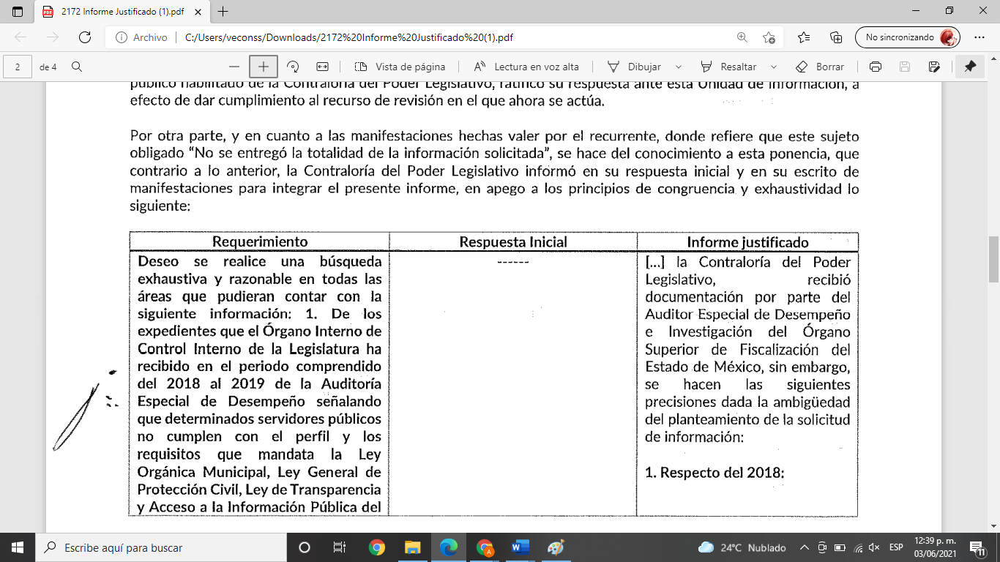 2172 Informe Justificado (1).pdf
Archivo
C:/Users/veconss/Downloads/2172%20Informe%20Justificado%20(1).pdf
No sincronizando
2
de 4
Vista de página
Lectura en voz alta
Dibujar
Resaltar
Borrar
público habilitado de la Contraloría del Poder Legislativo, ratificó su respuesta ante esta Unidad de Información, a
efecto de dar cumplimiento al recurso de revisión en el que ahora se actúa.
Por otra parte, y en cuanto a las manifestaciones hechas valer por el recurrente, donde refiere que este sujeto
obligado “No se entregó la totalidad de la información solicitada”, se hace del conocimiento a esta ponencia, que
contrario a lo anterior, la Contraloría del Poder Legislativo informó en su respuesta inicial y en su escrito de
manifestaciones para integrar el presente informe, en apego a los principios de congruencia y exhaustividad lo
siguiente:
Requerimiento
Respuesta Inicial
Informe justificado
Deseo se realice una búsqueda
exhaustiva y razonable en todas las
áreas que pudieran contar con la
siguiente información: 1. De los
expedientes que el Órgano Interno de
Control Interno de la Legislatura ha
recibido en el periodo comprendido
del 2018 al 2019 de la Auditoría
Especial de Desempeño señalando
que determinados servidores públicos
no cumplen con el perfil y los
requisitos que mandata la Ley
Orgánica Municipal, Ley General de
Protección Civil, Ley de Transparencia
y Acceso a la Información Pública del
------
[...] la Contraloría del Poder
Legislativo, recibió
documentación por parte del
Auditor Especial de Desempeño
e Investigación del Órgano
Superior de Fiscalización del
Estado de México, sin embargo,
se hacen las siguientes
precisiones dada la ambigüedad
del planteamiento de la solicitud
de información:
1. Respecto del 2018:
Escribe aquí para buscar
24°C Nublado
ESP
12:39 p. m.
03/06/2021
11